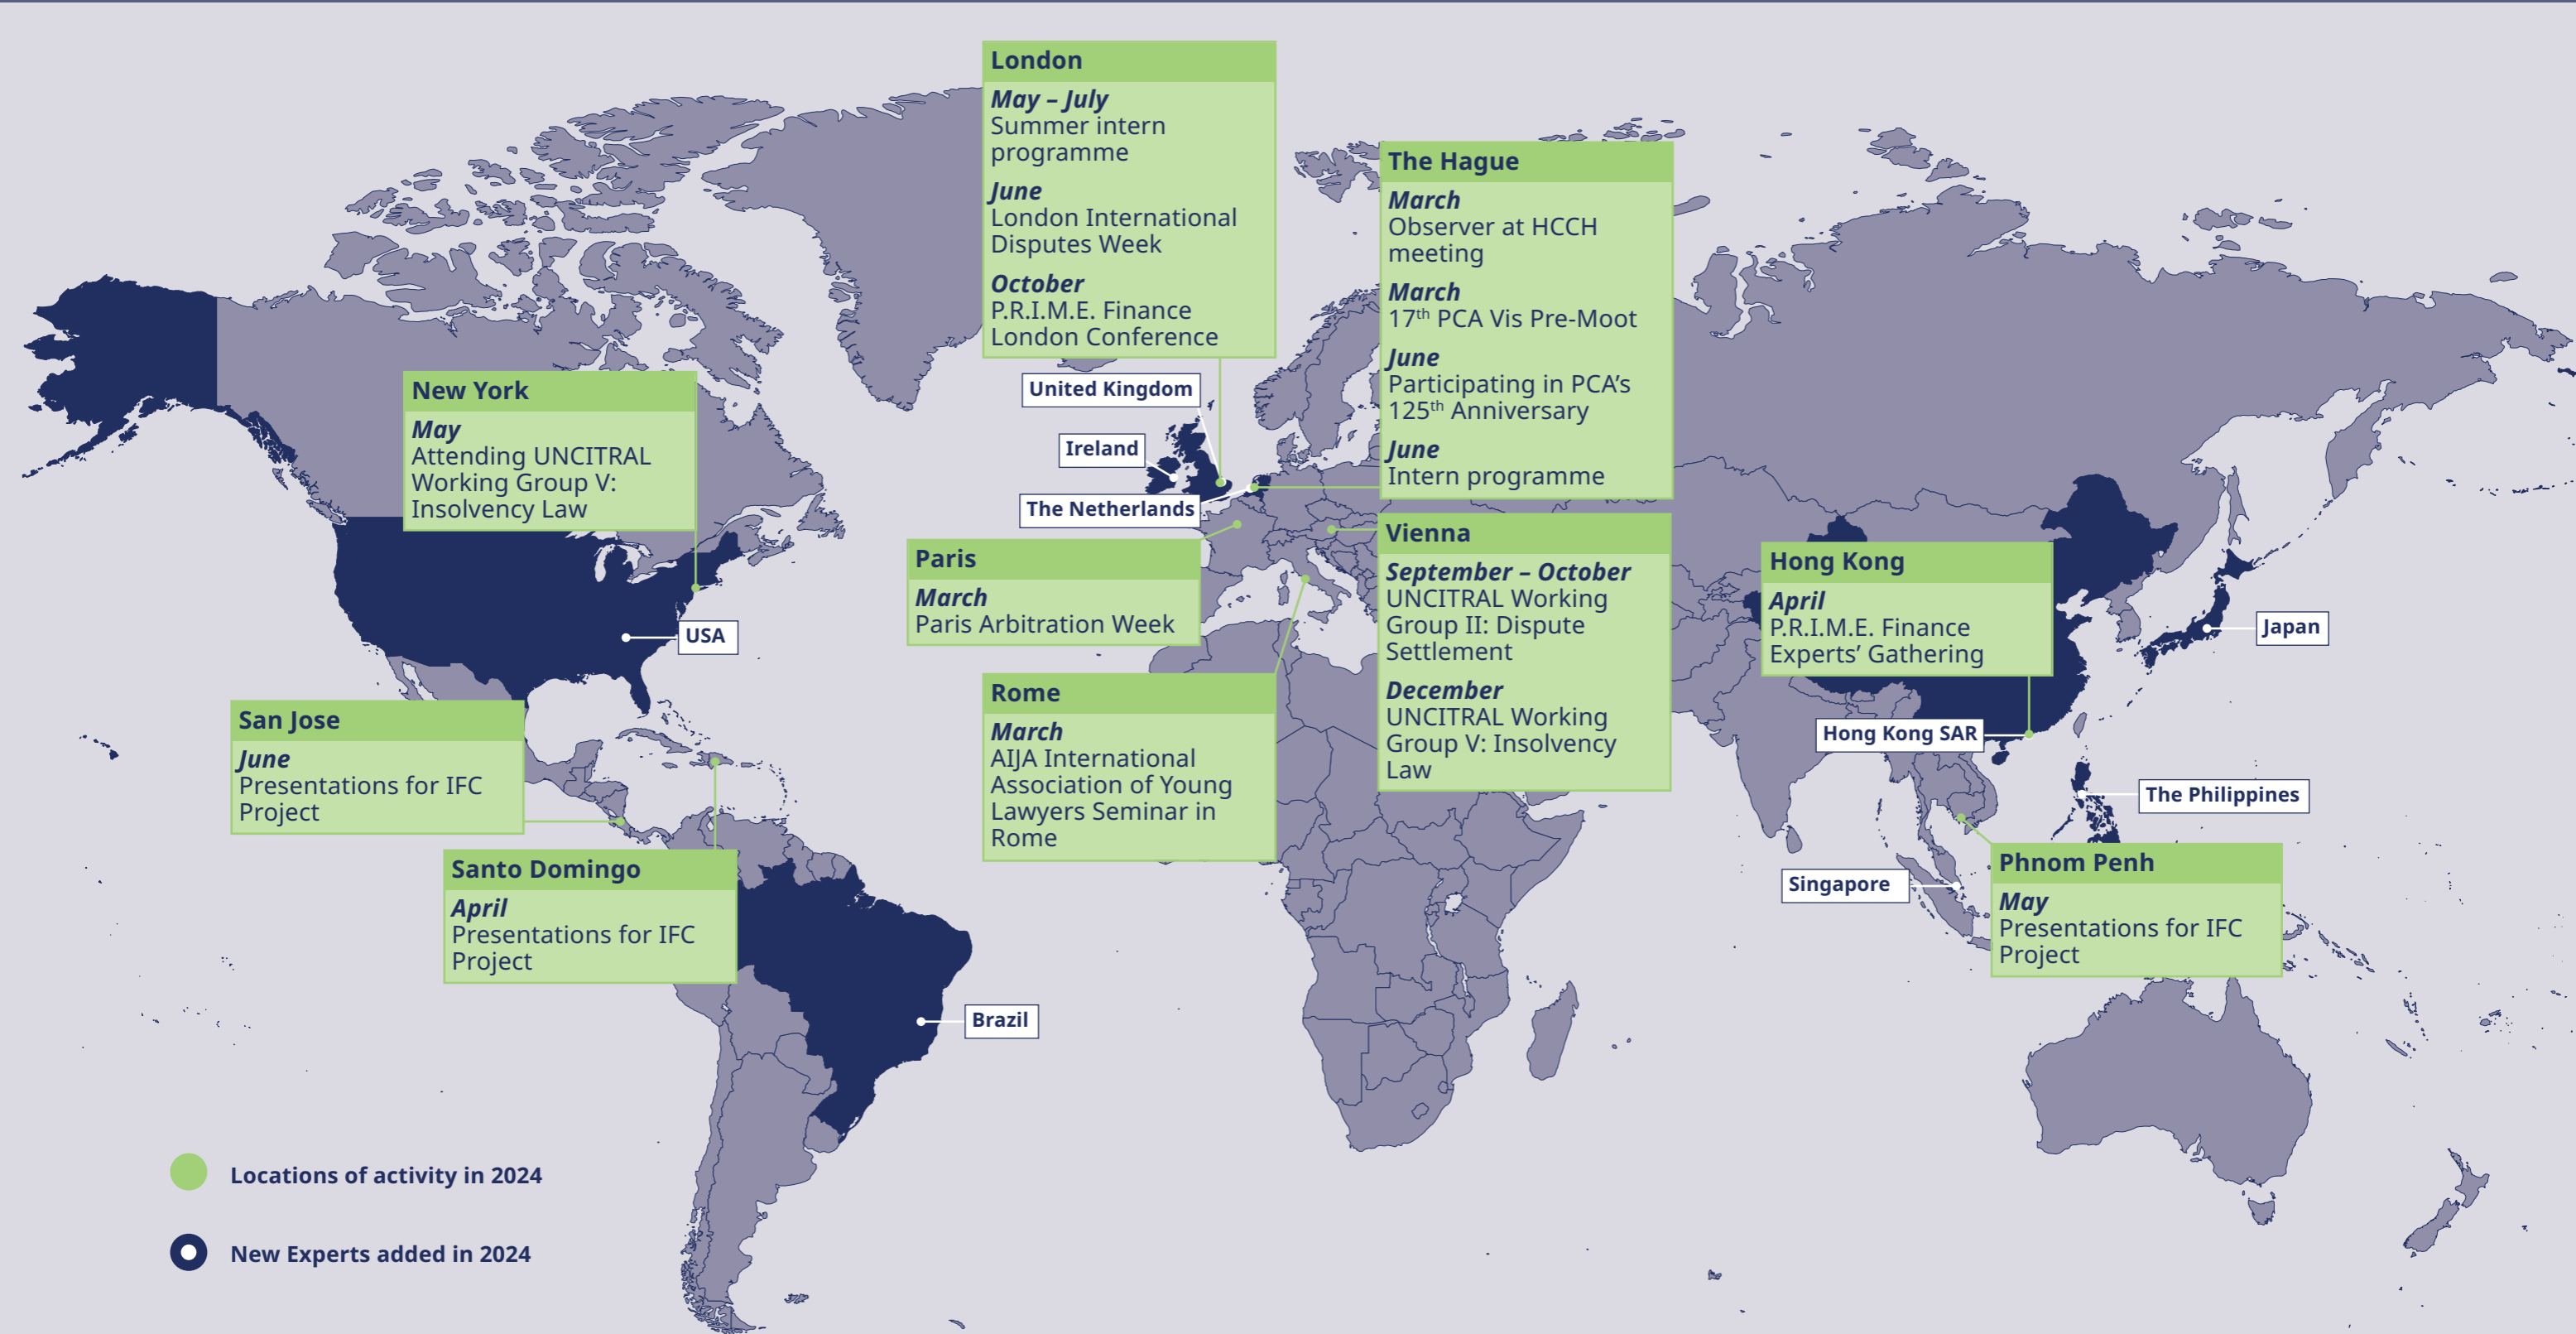 London
May – July
Summer intern
programme
June
London International
Disputes Week
October
P.R.I.M.E. Finance
London Conference
The Hague
March
Observer at HCCH
meeting
March
17th PCA Vis Pre-Moot
June
Participating in PCA’s
125th Anniversary
June
Intern programme
New York
May
Attending UNCITRAL
Working Group V:
Insolvency Law
United Kingdom
Ireland
The Netherlands
Paris
March
Paris Arbitration Week
Vienna
September – October
UNCITRAL Working
Group II: Dispute
Settlement
December
UNCITRAL Working
Group V: Insolvency
Law
Hong Kong
April
P.R.I.M.E. Finance
Experts’ Gathering
USA
Japan
Rome
March
AIJA International
Association of Young
Lawyers Seminar in
Rome
San Jose
June
Presentations for IFC
Project
Hong Kong SAR
The Philippines
Santo Domingo
April
Presentations for IFC
Project
Singapore
Phnom Penh
May
Presentations for IFC
Project
Brazil
Locations of activity in 2024
New Experts added in 2024